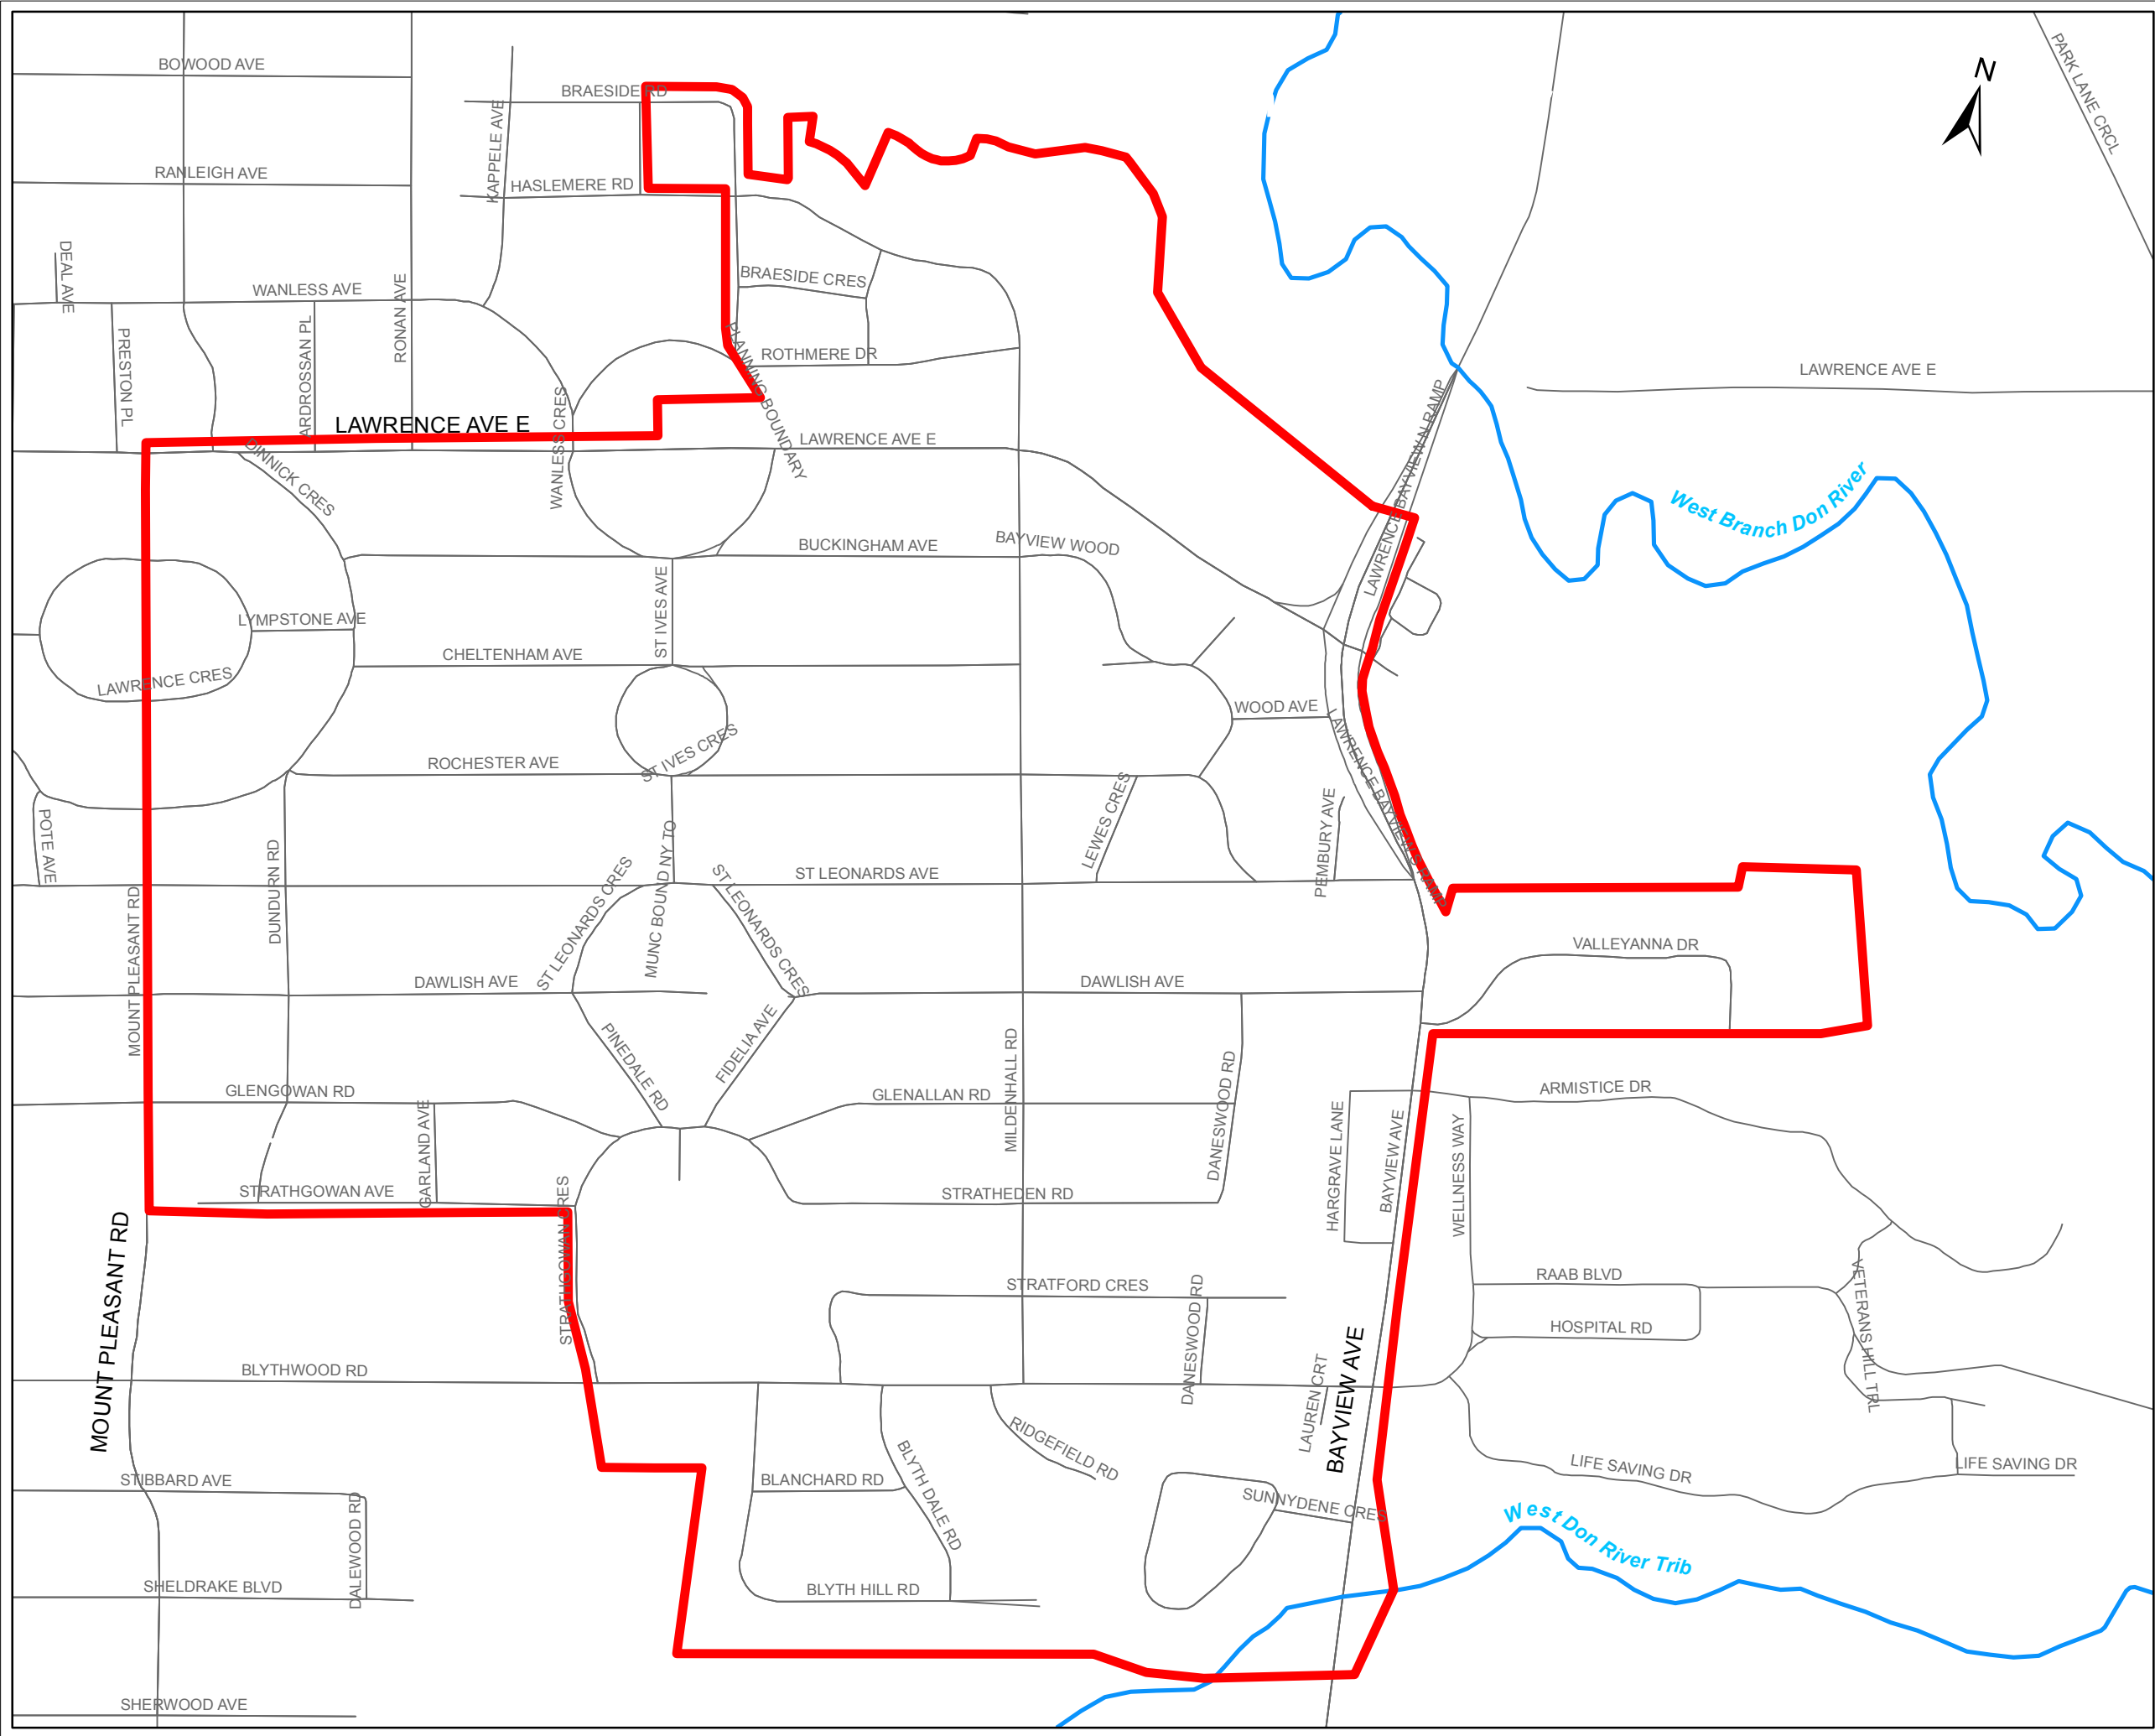 BOWOOD AVE
BRAESIDE RD
N
PARK LANE CRCL
KAPPELE AVE
RANLEIGH AVE
HASLEMERE RD
DEAL AVE
WANLESS AVE
BRAESIDE CRES
PRESTON PL
ARDROSSAN PL
RONAN AVE
PLANNING BOUNDARY
ROTHMERE DR
LAWRENCE AVE E
LAWRENCE AVE E
WANLESS CRES
LAWRENCE AVE E
LAWRENCE BAYVIEW N RAMP
DINNICK CRES
West Branch Don River
BUCKINGHAM AVE
BAYVIEW WOOD
ST IVES AVE
LYMPSTONE AVE
CHELTENHAM AVE
LAWRENCE CRES
WOOD AVE
LAWRENCE BAYVIEW S RAMP
ST IVES CRES
ROCHESTER AVE
LEWES CRES
PEMBURY AVE
POTE AVE
MUNC BOUND NY TO
ST LEONARDS AVE
ST LEONARDS CRES
ST LEONARDS CRES
DUNDURN RD
MOUNT PLEASANT RD
VALLEYANNA DR
DAWLISH AVE
DAWLISH AVE
PINEDALE RD
FIDELIA AVE
MILDENHALL RD
DANESWOOD RD
GLENGOWAN RD
GLENALLAN RD
ARMISTICE DR
GARLAND AVE
HARGRAVE LANE
BAYVIEW AVE
WELLNESS WAY
STRATHGOWAN AVE
STRATHGOWAN CRES
STRATHEDEN RD
MOUNT PLEASANT RD
STRATFORD CRES
DANESWOOD RD
RAAB BLVD
VETERANS HILL TRL
HOSPITAL RD
BLYTHWOOD RD
LAUREN CRT
BAYVIEW AVE
RIDGEFIELD RD
BLYTH DALE RD
STIBBARD AVE
BLANCHARD RD
LIFE SAVING DR
LIFE SAVING DR
DALEWOOD RD
SUNNYDENE CRES
West Don River Trib
SHELDRAKE BLVD
BLYTH HILL RD
SHERWOOD AVE